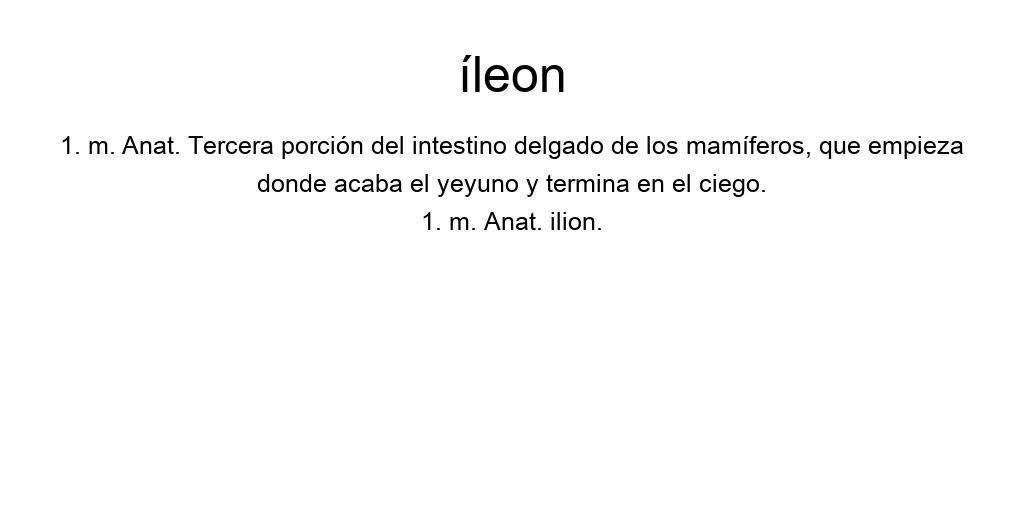 íleon
1. m. Anat. Tercera porción del intestino delgado de los mamíferos, que empieza
donde acaba el yeyuno y termina en el ciego.
1. m. Anat. ilion.